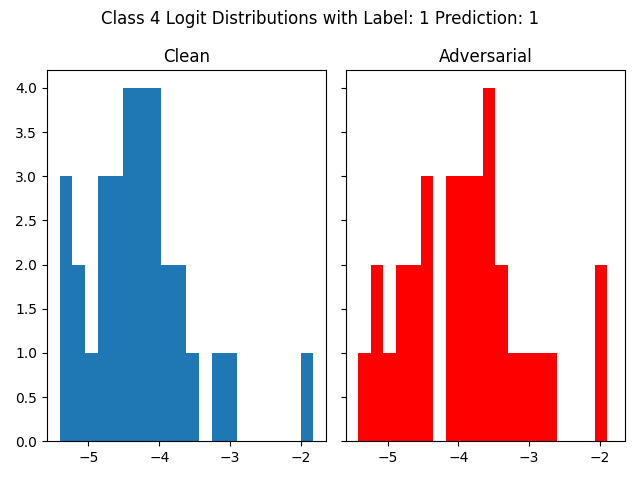 Class 4 Logit Distributions with Label: 1 Prediction: 1
Clean
Adversarial
4.0
3.5
3.0
2.5
2.0
1.5
1.0
0.5
0.0
−5 −4 −3 −2
−5 −4 −3 −2